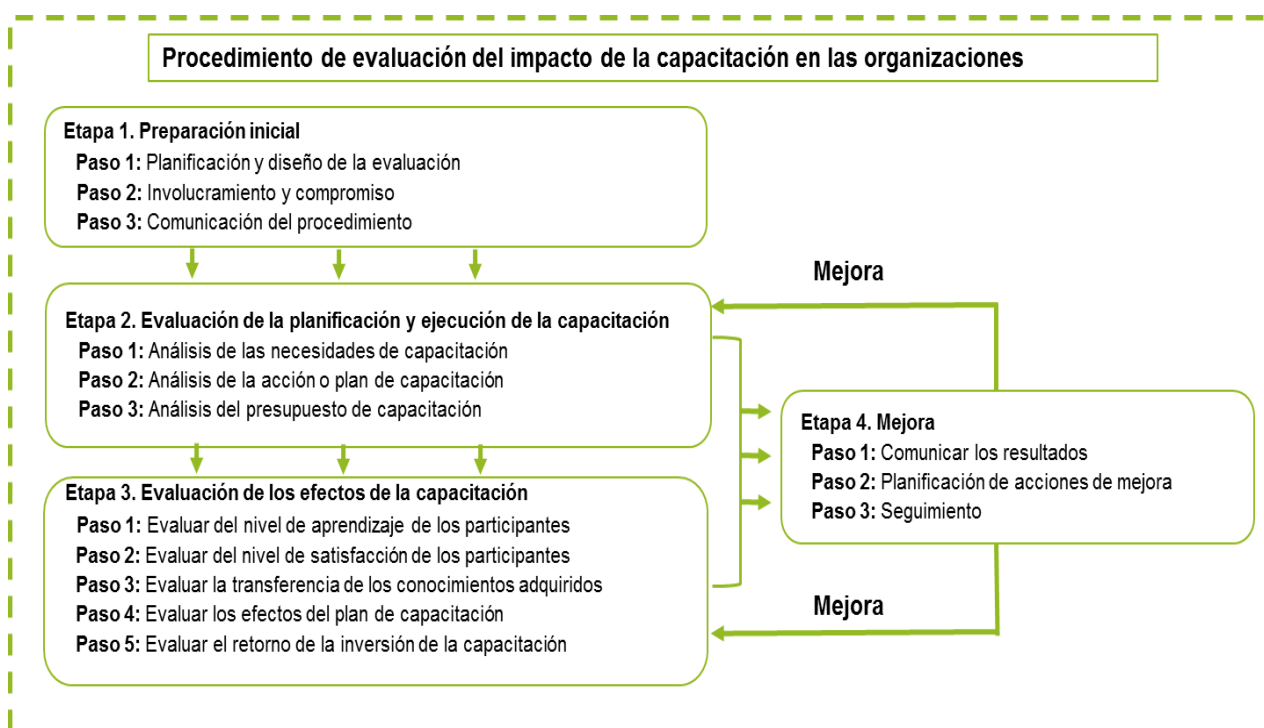 Procedimiento de evaluación del impacto de la capacitación en las organizaciones
Etapa 1. Preparación inicial
Paso 1: Planificación y diseño de la evaluación
Paso 2: Involucramiento y compromiso
Paso 3: Comunicación del procedimiento
Mejora
Etapa 2. Evaluación de la planificación y ejecución de la capacitación
Paso 1: Análisis de las necesidades de capacitación
Paso 2: Análisis de la acción o plan de capacitación
Paso 3: Análisis del presupuesto de capacitación
Etapa 3. Evaluación de los efectos de la capacitación
Paso 1: Evaluar del nivel de aprendizaje de los participantes
Paso 2: Evaluar del nivel de satisfacción de los participantes
Paso 3: Evaluar la transferencia de los conocimientos adquiridos
Paso 4: Evaluar los efectos del plan de capacitación
Paso 5: Evaluar el retorno de la inversión de la capacitación
Etapa 4. Mejora
Paso 1: Comunicar los resultados
Paso 2: Planificación de acciones de mejora
Paso 3: Seguimiento
Mejora